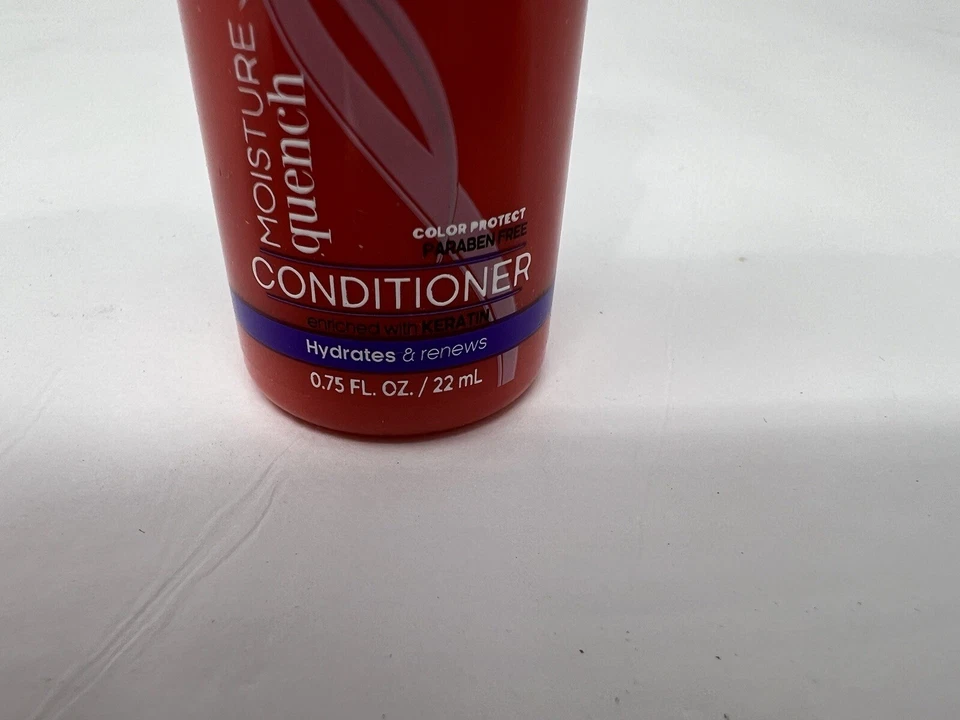 MOISTURE
quench
COLOR PROTECT
PARABEN FREE
CONDITIONER
enriched with KERATIN
Hydrates & renews
0.75 FL. OZ. / 22 mL